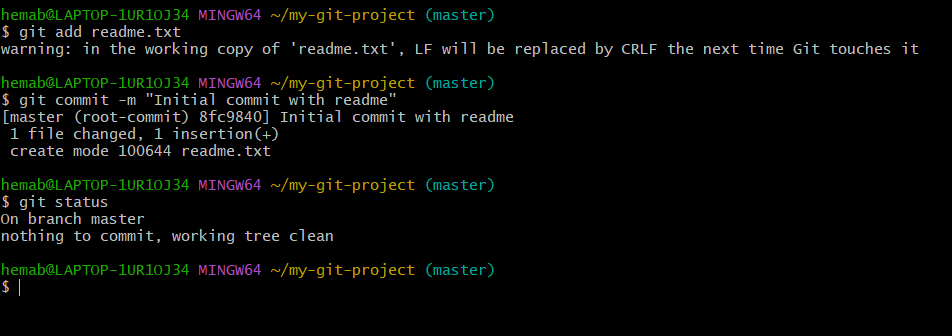 hemab@LAPTOP-1UR1OJ34 MINGW64 ~/my-git-project (master)
$ git add readme.txt
warning: in the working copy of 'readme.txt', LF will be replaced by CRLF the next time Git touches it
hemab@LAPTOP-1UR1OJ34 MINGW64 ~/my-git-project (master)
$ git commit -m "Initial commit with readme"
[master (root-commit) 8fc9840] Initial commit with readme
 1 file changed, 1 insertion(+)
 create mode 100644 readme.txt
hemab@LAPTOP-1UR1OJ34 MINGW64 ~/my-git-project (master)
$ git status
On branch master
nothing to commit, working tree clean
hemab@LAPTOP-1UR1OJ34 MINGW64 ~/my-git-project (master)
$